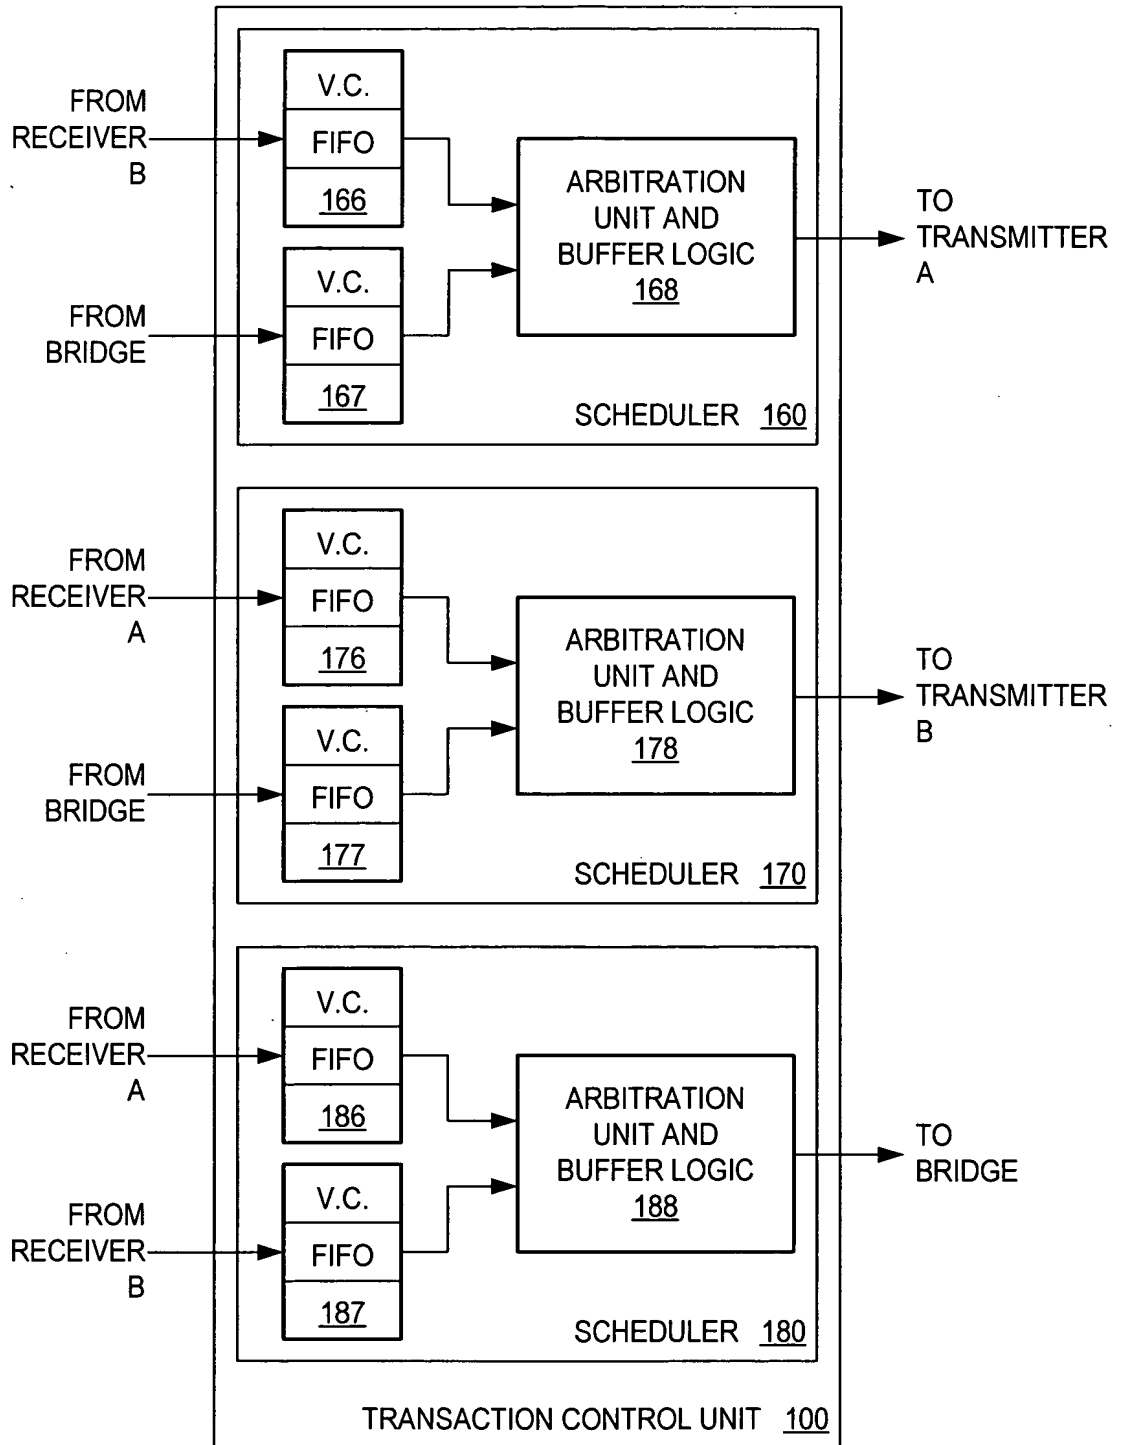 FROM
RECEIVER
B
V.C.
FIFO
166
FROM
BRIDGE
V.C.
FIFO
167
ARBITRATION
UNIT AND
BUFFER LOGIC
168
TO
TRANSMITTER
A
SCHEDULER 160
FROM
RECEIVER
A
V.C.
FIFO
176
FROM
BRIDGE
V.C.
FIFO
177
ARBITRATION
UNIT AND
BUFFER LOGIC
178
TO
TRANSMITTER
B
SCHEDULER 170
FROM
RECEIVER
A
V.C.
FIFO
186
FROM
RECEIVER
B
V.C.
FIFO
187
ARBITRATION
UNIT AND
BUFFER LOGIC
188
TO
BRIDGE
SCHEDULER 180
TRANSACTION CONTROL UNIT 100